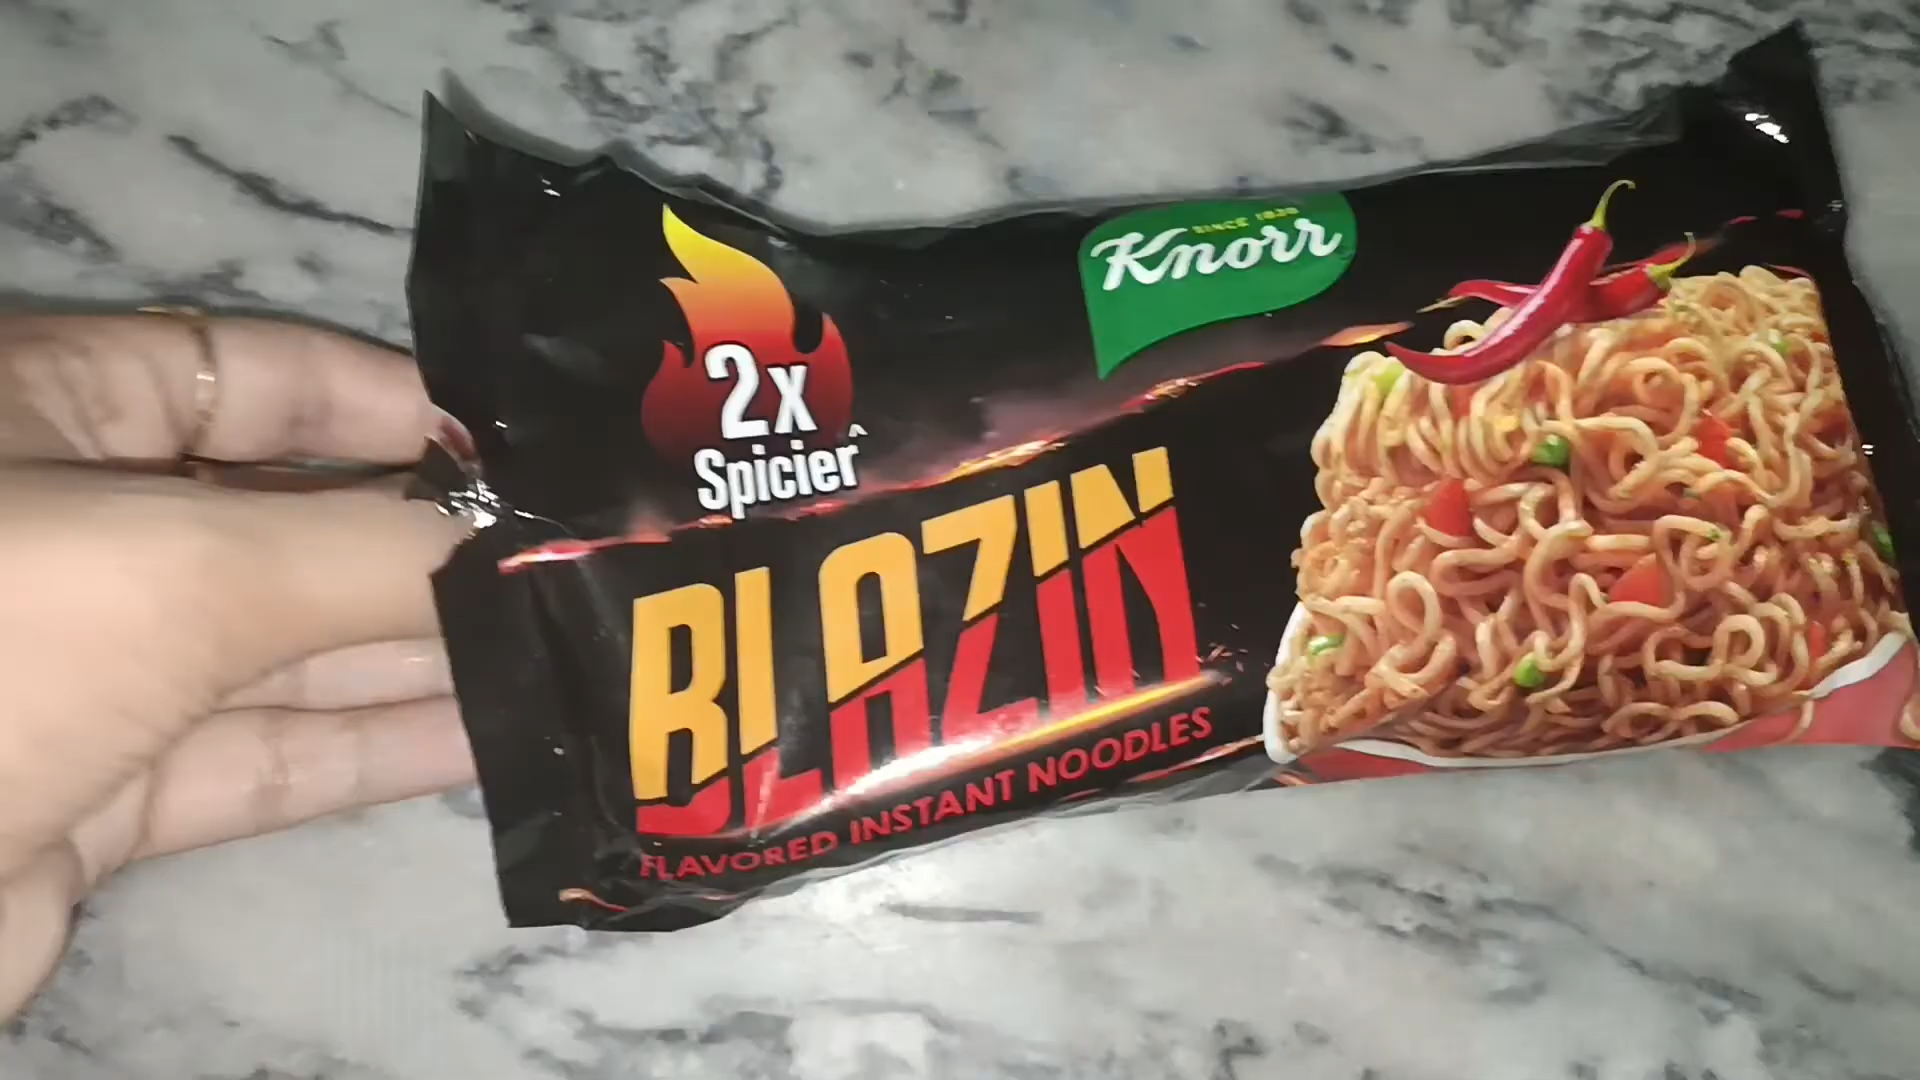 SINCE 1838
Knorr
2x
Spicier^
BLAZIN
FLAVORED INSTANT NOODLES